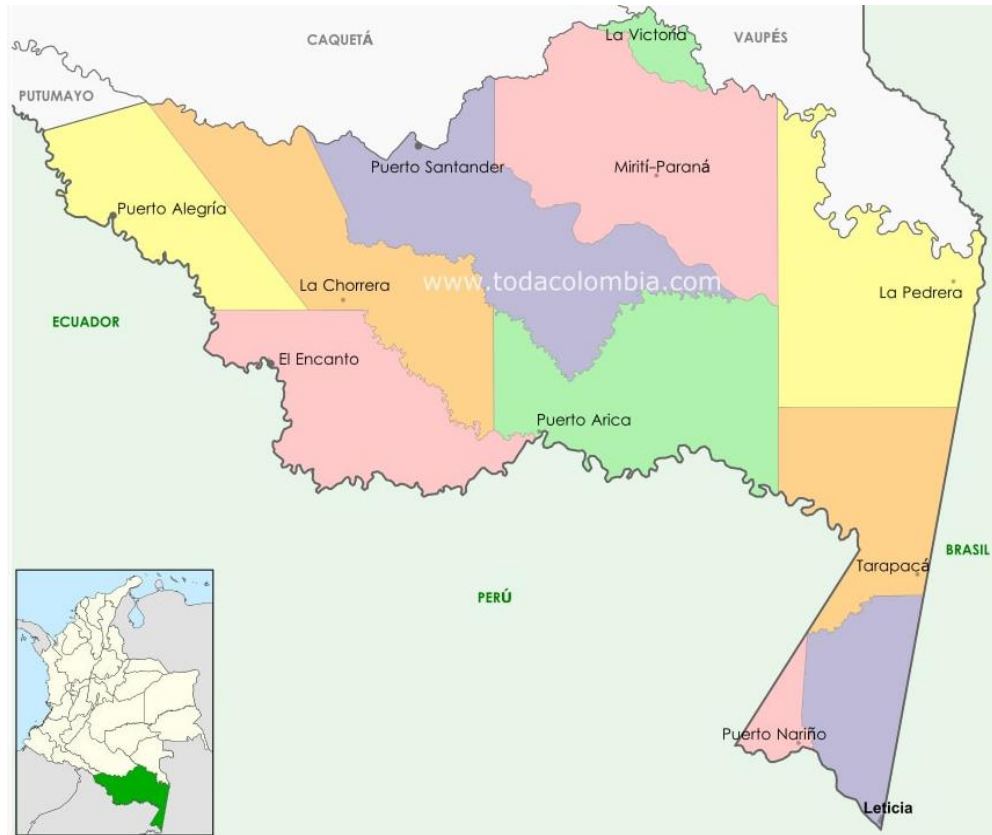 La Victoria
CAQUETÁ
VAUPÉS
PUTUMAYO
Puerto Santander
Mirití-Paraná
Puerto Alegría
www.todacolombia.com
La Chorrera
La Pedrera
ECUADOR
El Encanto
Puerto Arica
BRASIL
Tarapacá
PERÚ
Puerto Nariño
Leticia